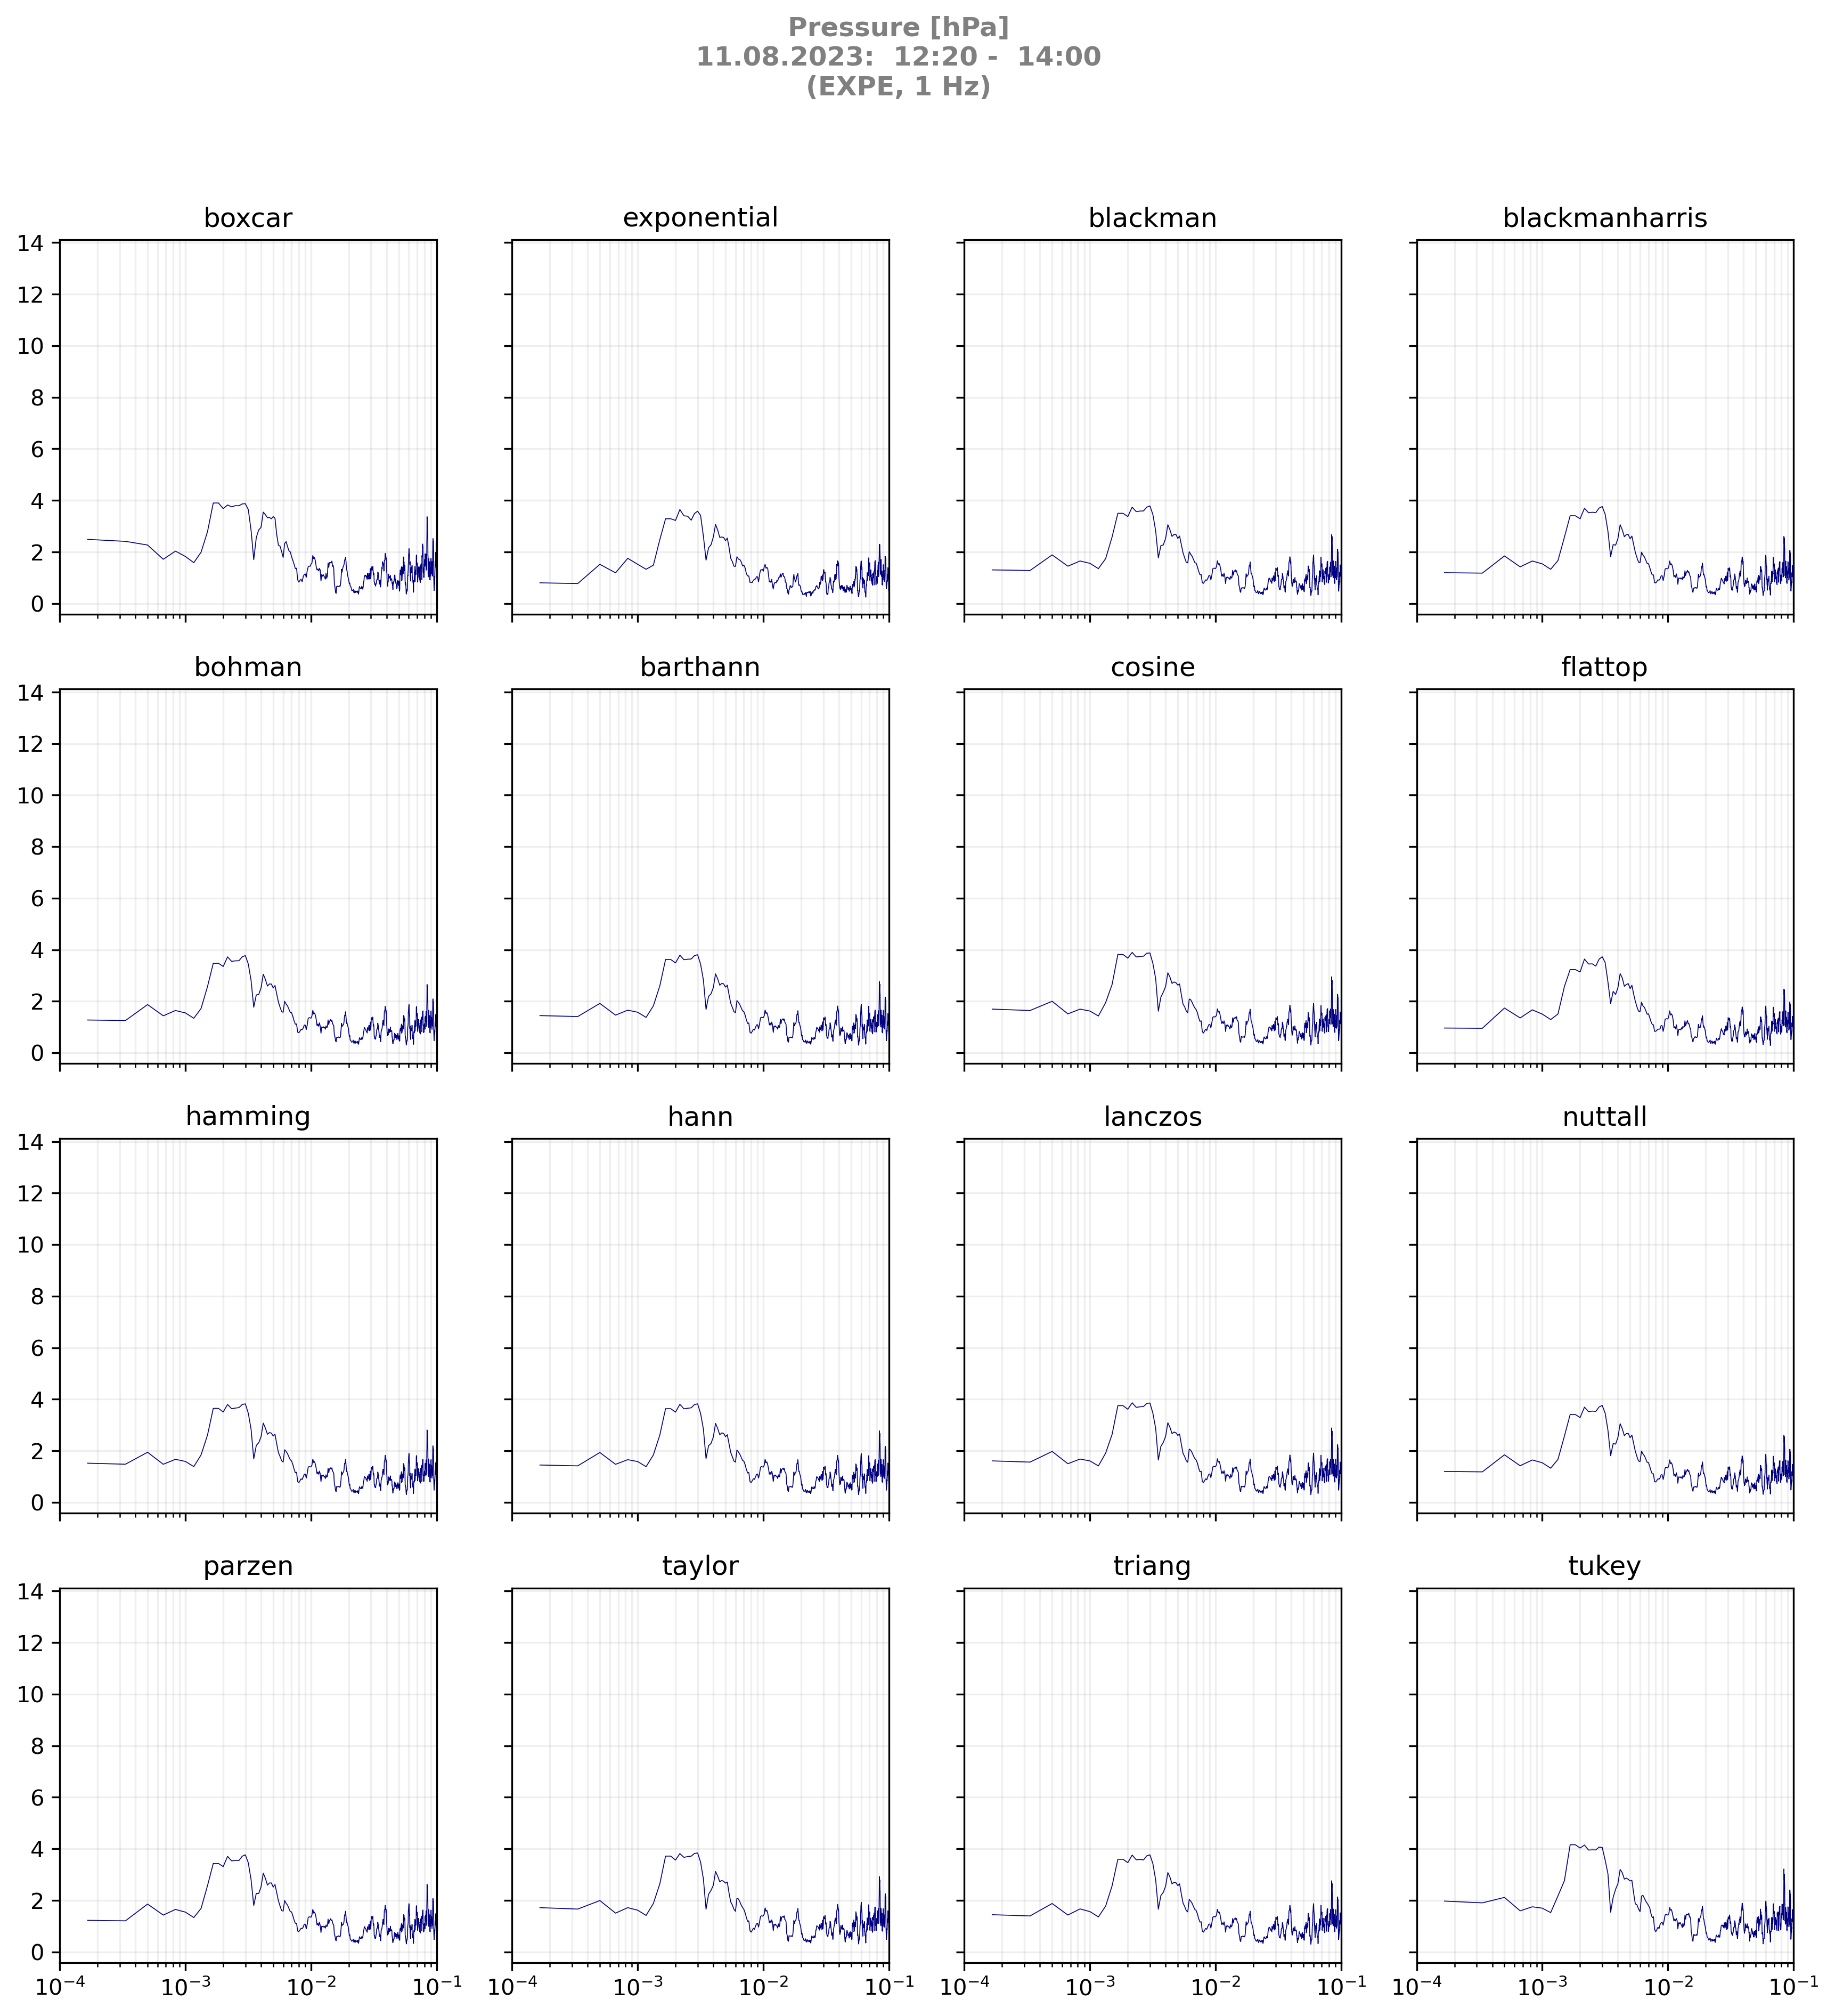 Pressure [hPa]
11.08.2023:  12:20 -  14:00
(EXPE, 1 Hz)
boxcar
exponential
blackman
blackmanharris
14
12
10
8
6
4
2
0
bohman
barthann
cosine
flattop
14
12
10
8
6
4
2
0
hamming
hann
lanczos
nuttall
14
12
10
8
6
4
2
0
parzen
taylor
triang
tukey
14
12
10
8
6
4
2
0
10⁻⁴ 10⁻³ 10⁻² 10⁻¹ 10⁻⁴ 10⁻³ 10⁻² 10⁻¹ 10⁻⁴ 10⁻³ 10⁻² 10⁻¹ 10⁻⁴ 10⁻³ 10⁻² 10⁻¹